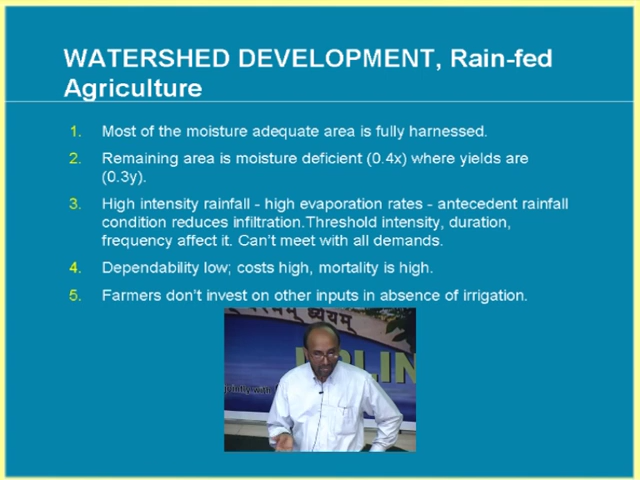 WATERSHED DEVELOPMENT, Rain-fed
Agriculture
1. Most of the moisture adequate area is fully harnessed.
2. Remaining area is moisture deficient (0.4x) where yields are
(0.3y).
3. High intensity rainfall - high evaporation rates - antecedent rainfall
condition reduces infiltration.Threshold intensity, duration,
frequency affect it. Can't meet with all demands.
4. Dependability low; costs high, mortality is high.
5. Farmers don't invest on other inputs in absence of irrigation.
jointly with